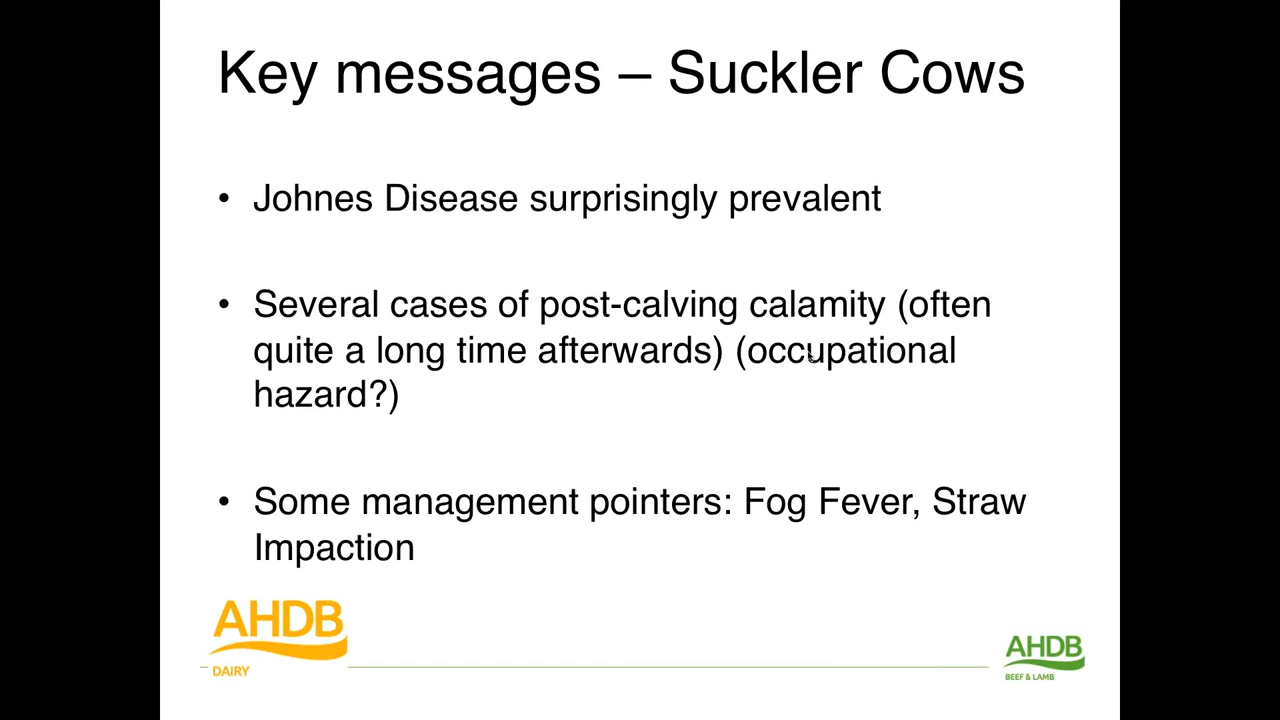 Key messages – Suckler Cows
• Johnes Disease surprisingly prevalent
• Several cases of post-calving calamity (often
quite a long time afterwards) (occupational
hazard?)
• Some management pointers: Fog Fever, Straw
Impaction
AHDB
DAIRY
AHDB
BEEF & LAMB